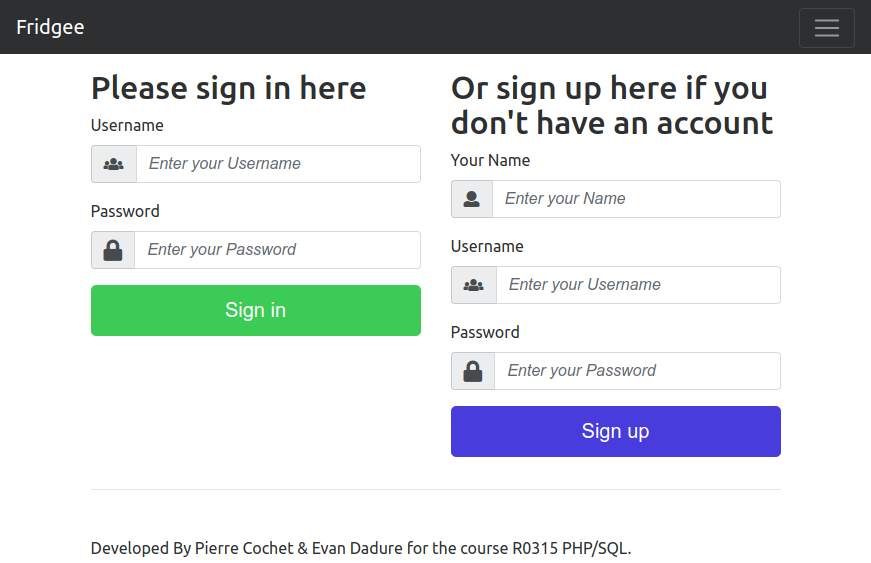 Fridgee
Please sign in here
Username
Enter your Username
Password
Enter your Password
Sign in
Or sign up here if you
don't have an account
Your Name
Enter your Name
Username
Enter your Username
Password
Enter your Password
Sign up
Developed By Pierre Cochet & Evan Dadure for the course R0315 PHP/SQL.